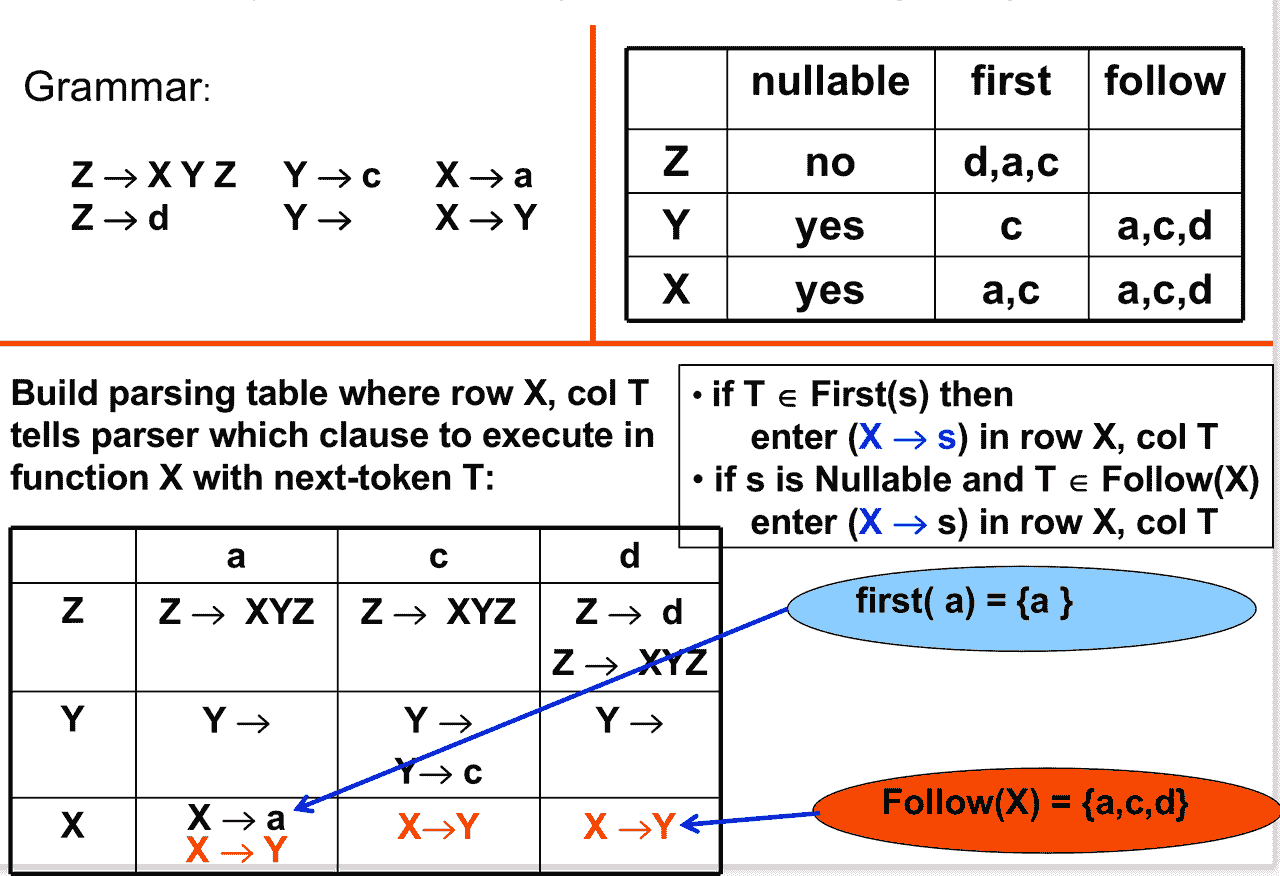 Grammar:
Z → X Y Z Y → c X → a
Z → d Y → X → Y
nullable first follow
Z no d,a,c
Y yes c a,c,d
X yes a,c a,c,d
Build parsing table where row X, col T
tells parser which clause to execute in
function X with next-token T:
• if T ∈ First(s) then
enter (X → s) in row X, col T
• if s is Nullable and T ∈ Follow(X)
enter (X → s) in row X, col T
a c d
Z Z → XYZ Z → XYZ Z → d
Z → XYZ
Y Y → Y → Y →
Y→ c
X X → a X→Y X →Y
X → Y
first( a) = {a }
Follow(X) = {a,c,d}